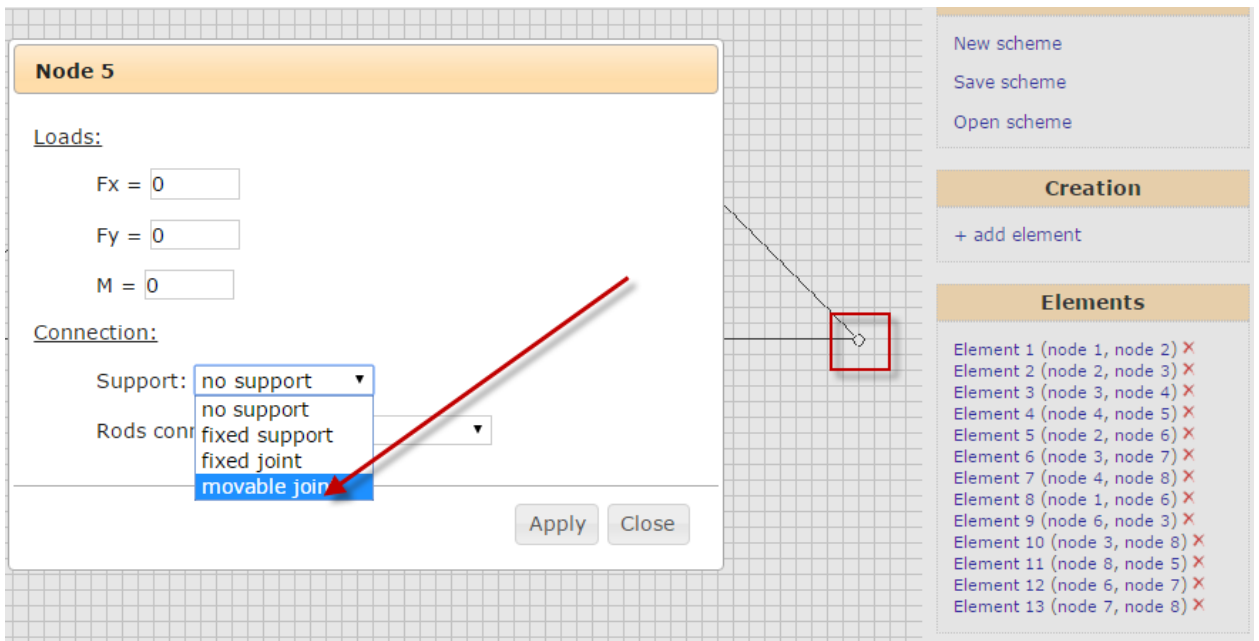 Node 5
Loads:
Fx = 0
Fy = 0
M = 0
Connection:
Support: no support
no support
fixed support
fixed joint
movable
Rods
Apply Close
New scheme
Save scheme
Open scheme
Creation
+ add element
Elements
Element 1 (node 1, node 2)
Element 2 (node 2, node 3)
Element 3 (node 3, node 4)
Element 4 (node 4, node 5)
Element 5 (node 2, node 6)
Element 6 (node 3, node 7)
Element 7 (node 4, node 8)
Element 8 (node 1, node 6)
Element 9 (node 6, node 3)
Element 10 (node 3, node 8)
Element 11 (node 8, node 5)
Element 12 (node 6, node 7)
Element 13 (node 7, node 8)